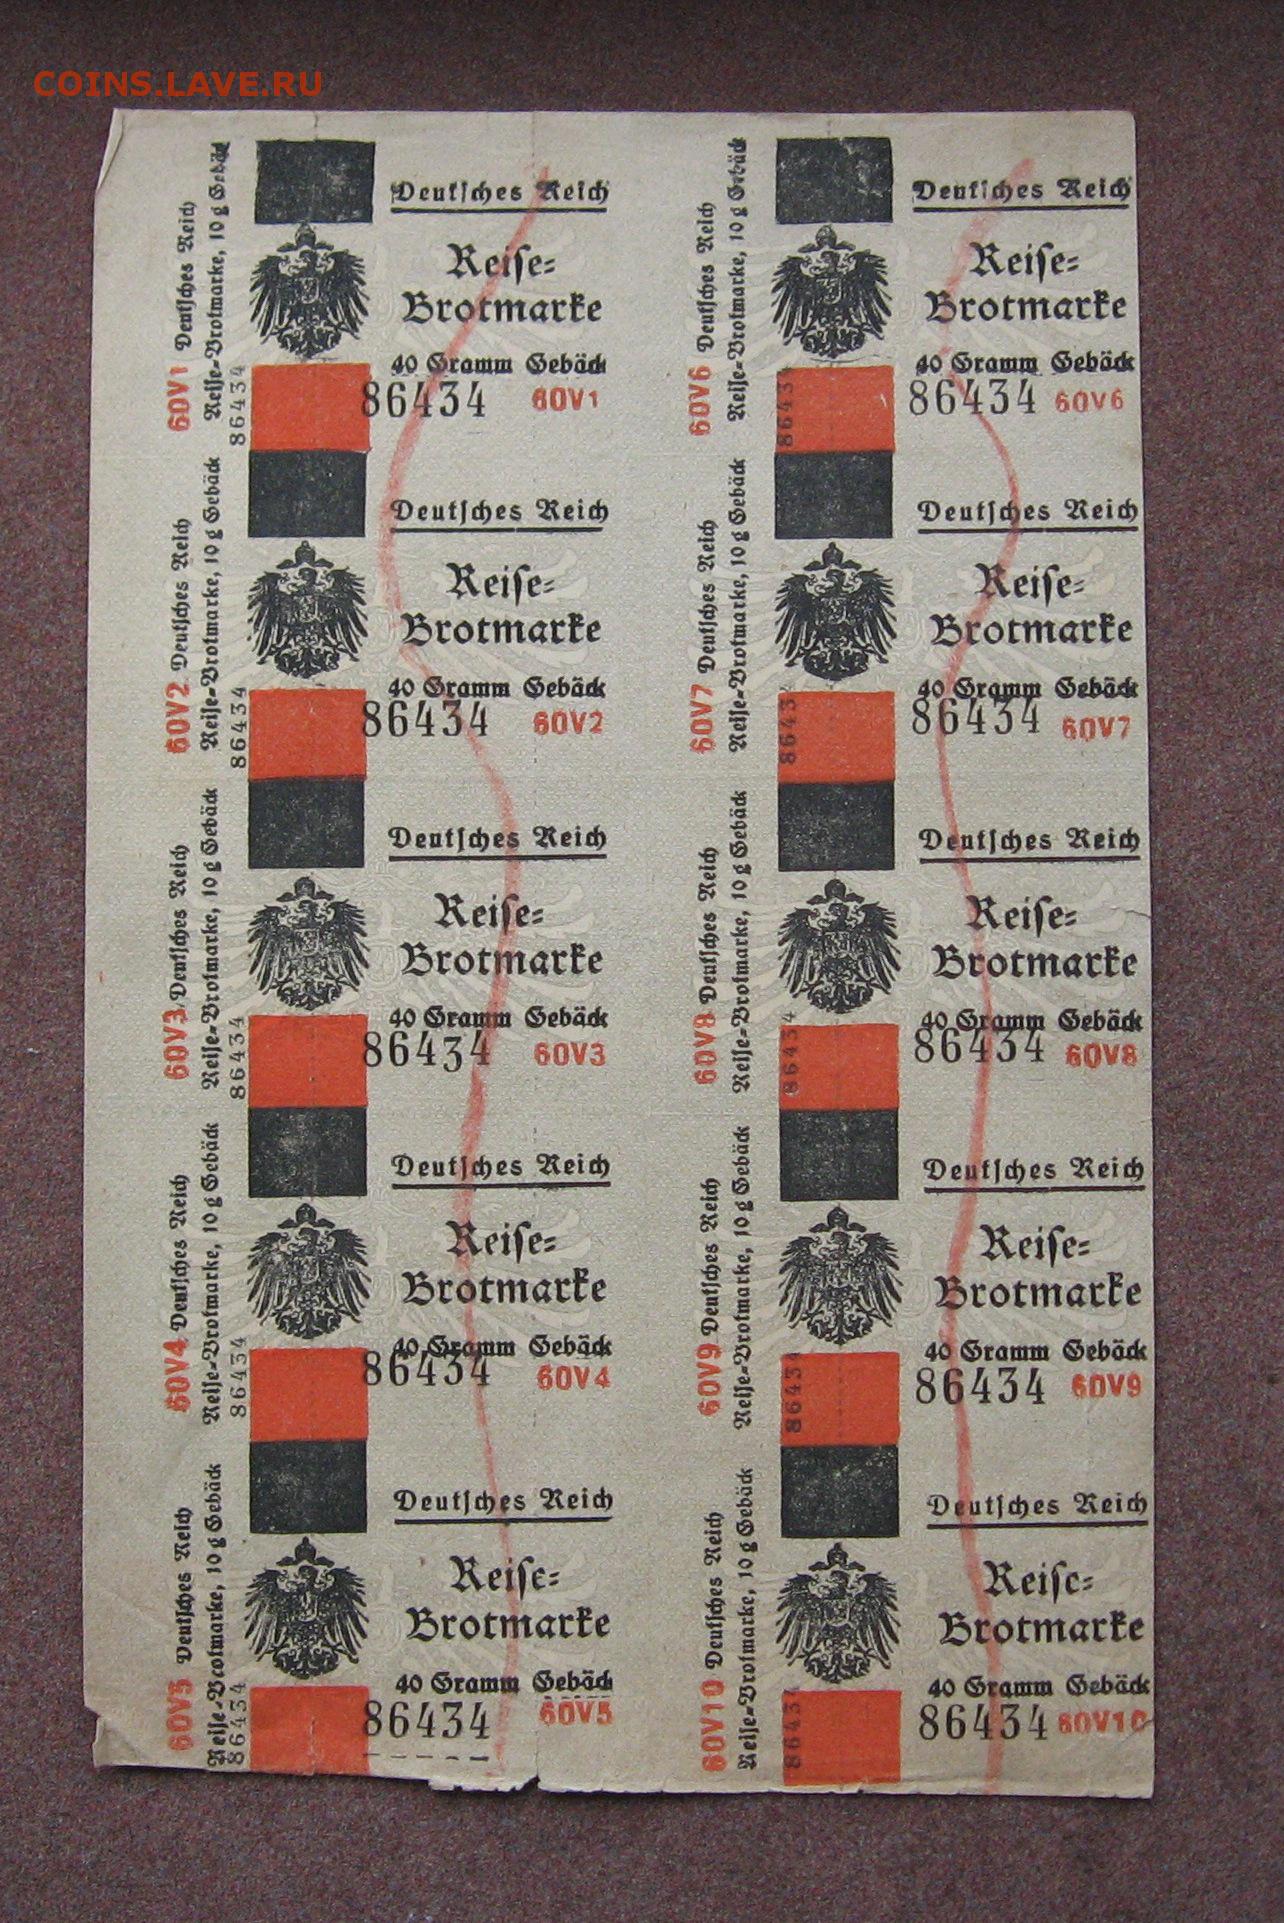 COINS.LAVE.RU
60V1 Deutsches Reich
Reise-Brotmarke, 10 g Gebäck
86434
Deutsches Reich
Reise-
Brotmarke
40 Gramm Gebäck
86434 60V1
60V6 Deutsches Reich
Reise-Brotmarke, 10 g Gebäck
86434
Deutsches Reich
Reise-
Brotmarke
40 Gramm Gebäck
86434 60V6
60V2 Deutsches Reich
Reise-Brotmarke, 10 g Gebäck
86434
Deutsches Reich
Reise-
Brotmarke
40 Gramm Gebäck
86434 60V2
60V7 Deutsches Reich
Reise-Brotmarke, 10 g Gebäck
86434
Deutsches Reich
Reise-
Brotmarke
40 Gramm Gebäck
86434 60V7
60V3 Deutsches Reich
Reise-Brotmarke, 10 g Gebäck
86434
Deutsches Reich
Reise-
Brotmarke
40 Gramm Gebäck
86434 60V3
60V8 Deutsches Reich
Reise-Brotmarke, 10 g Gebäck
86434
Deutsches Reich
Reise-
Brotmarke
40 Gramm Gebäck
86434 60V8
60V4 Deutsches Reich
Reise-Brotmarke, 10 g Gebäck
86434
Deutsches Reich
Reise-
Brotmarke
40 Gramm Gebäck
86434 60V4
60V9 Deutsches Reich
Reise-Brotmarke, 10 g Gebäck
86434
Deutsches Reich
Reise-
Brotmarke
40 Gramm Gebäck
86434 60V9
60V5 Deutsches Reich
Reise-Brotmarke, 10 g Gebäck
86434
Deutsches Reich
Reise-
Brotmarke
40 Gramm Gebäck
86434 60V5
60V10 Deutsches Reich
Reise-Brotmarke, 10 g Gebäck
86434
Deutsches Reich
Reise-
Brotmarke
40 Gramm Gebäck
86434 60V10